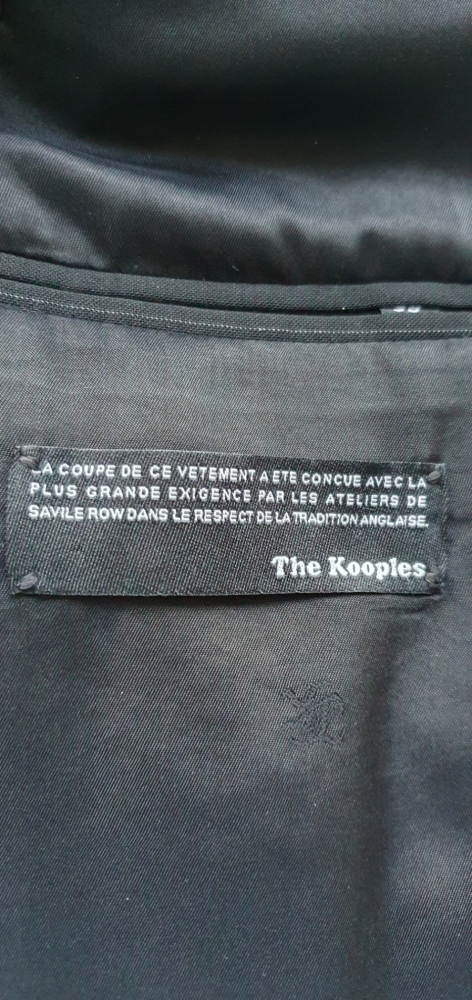 LA COUPE DE CE VETEMENT A ETE CONCUE AVEC LA
PLUS GRANDE EXIGENCE PAR LES ATELIERS DE
SAVILE ROW DANS LE RESPECT DE LA TRADITION ANGLAISE.
The Kooples